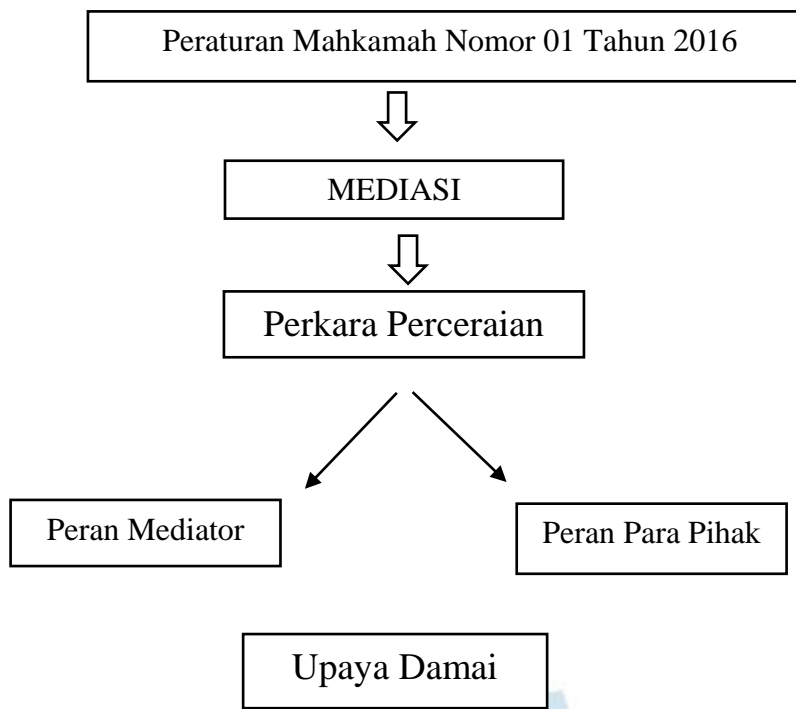 Peraturan Mahkamah Nomor 01 Tahun 2016
MEDIASI
Perkara Perceraian
Peran Mediator
Peran Para Pihak
Upaya Damai